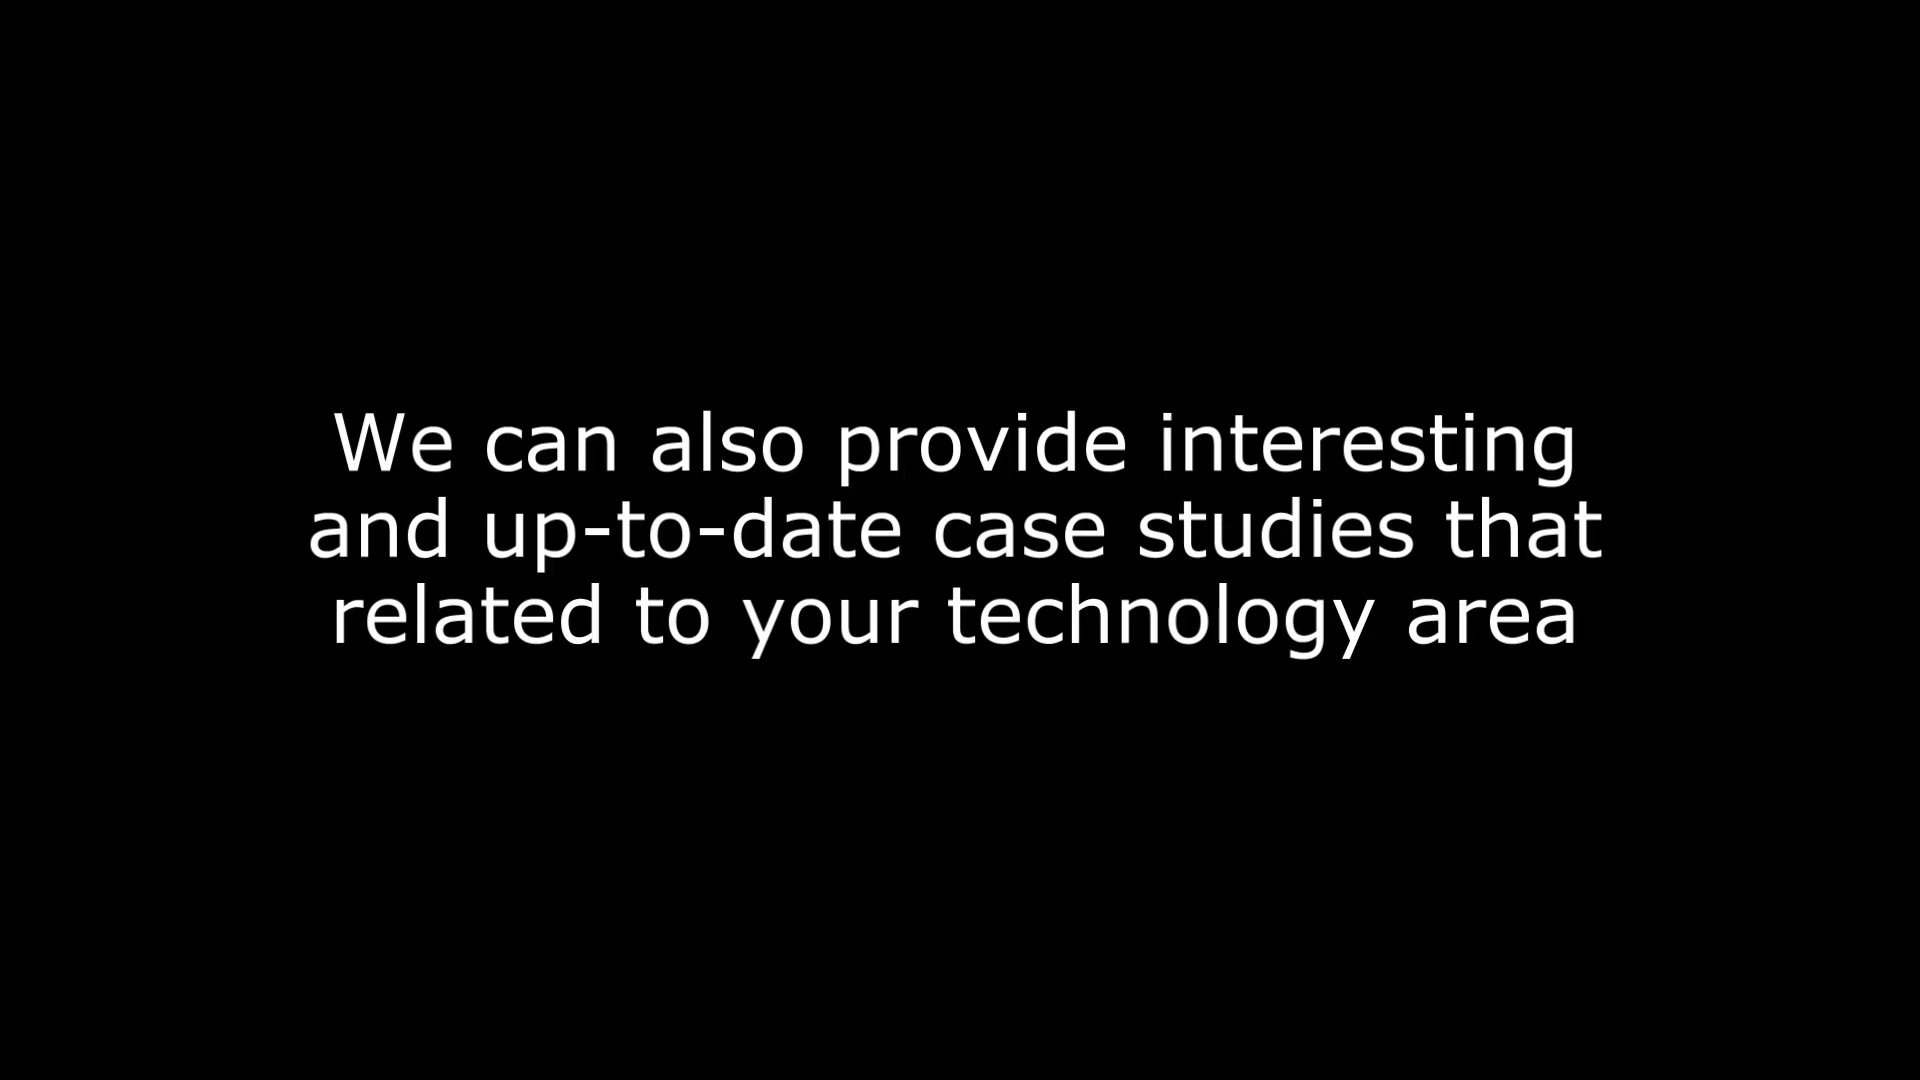 We can also provide interesting
and up-to-date case studies that
related to your technology area